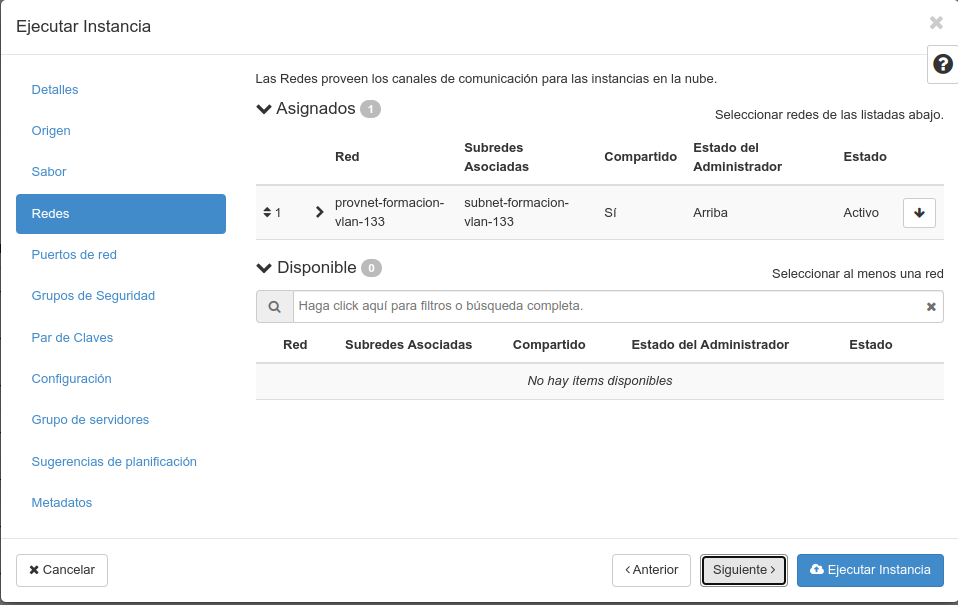 Ejecutar Instancia
Detalles
Origen
Sabor
Redes
Puertos de red
Grupos de Seguridad
Par de Claves
Configuración
Grupo de servidores
Sugerencias de planificación
Metadatos
Las Redes proveen los canales de comunicación para las instancias en la nube.
Asignados 1
Seleccionar redes de las listadas abajo.
Red Subredes Asociadas Compartido Estado del Administrador Estado
1 provnet-formacion-vlan-133 subnet-formacion-vlan-133 Sí Arriba Activo
Disponible 0
Seleccionar al menos una red
Haga click aquí para filtros o búsqueda completa.
Red Subredes Asociadas Compartido Estado del Administrador Estado
No hay ítems disponibles
Cancelar
Anterior
Siguiente
Ejecutar Instancia